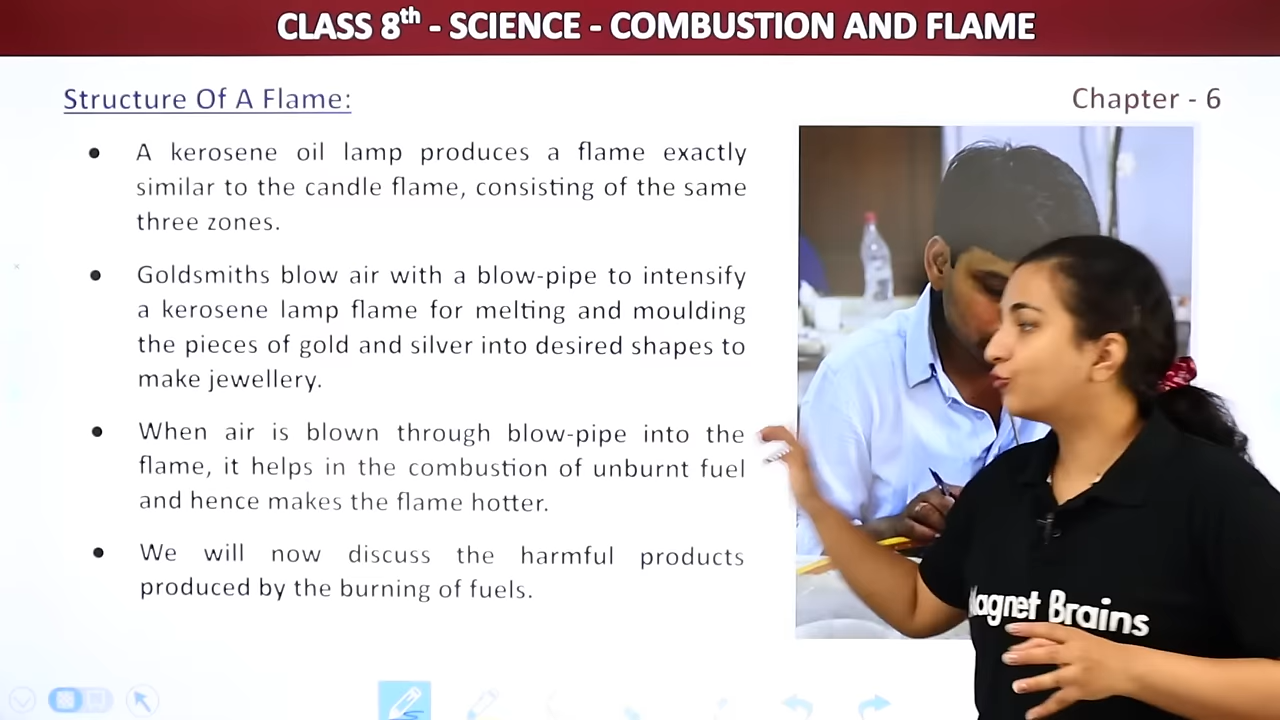 CLASS 8th - SCIENCE - COMBUSTION AND FLAME
Structure Of A Flame:
Chapter - 6
● A kerosene oil lamp produces a flame exactly
similar to the candle flame, consisting of the same
three zones.
● Goldsmiths blow air with a blow-pipe to intensify
a kerosene lamp flame for melting and moulding
the pieces of gold and silver into desired shapes to
make jewellery.
● When air is blown through blow-pipe into the
flame, it helps in the combustion of unburnt fuel
and hence makes the flame hotter.
● We will now discuss the harmful products
produced by the burning of fuels.
Magnet Brains